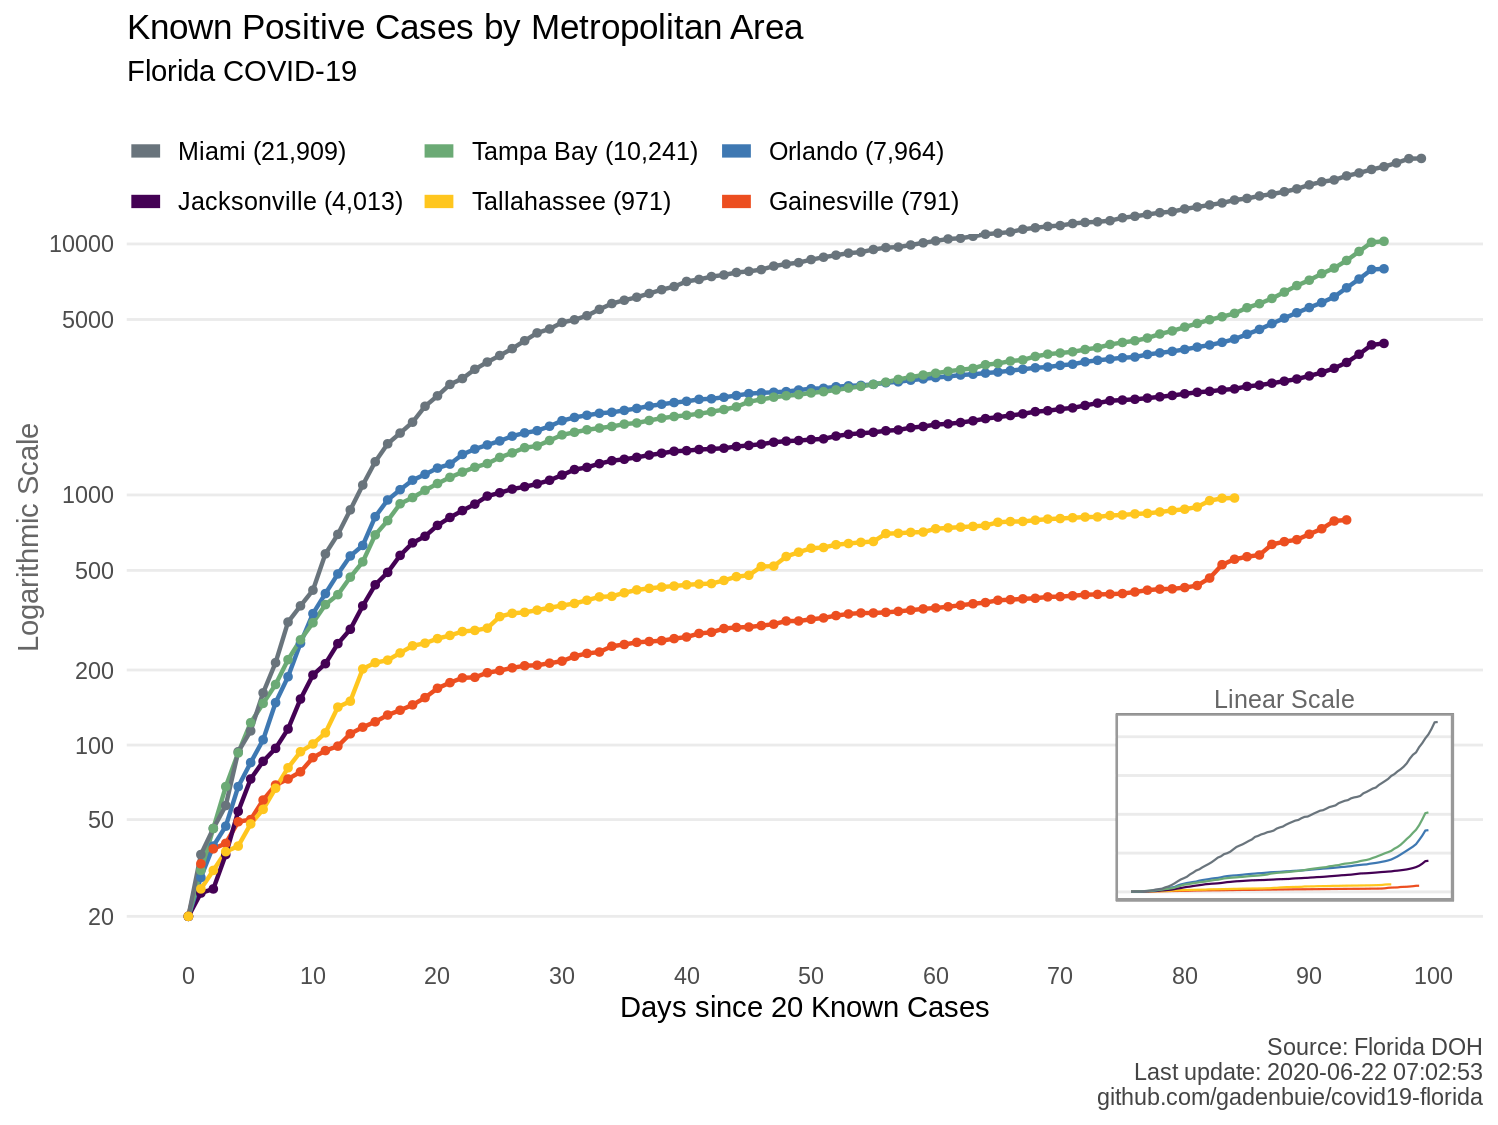 Known Positive Cases by Metropolitan Area
Florida COVID-19
Miami (21,909)
Tampa Bay (10,241)
Orlando (7,964)
Jacksonville (4,013)
Tallahassee (971)
Gainesville (791)
Logarithmic Scale
10000
5000
1000
500
200
100
50
20
Linear Scale
0 10 20 30 40 50 60 70 80 90 100
Days since 20 Known Cases
Source: Florida DOH
Last update: 2020-06-22 07:02:53
github.com/gadenbuie/covid19-florida